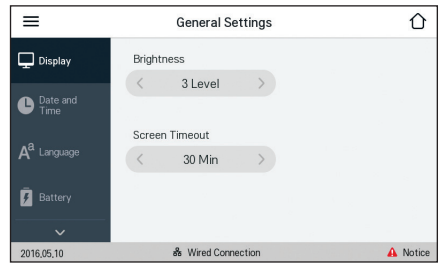 General Settings
Display
Date and
Time
Aa Language
Battery
Brightness
3 Level
Screen Timeout
30 Min
2016.05.10
Wired Connection
Notice